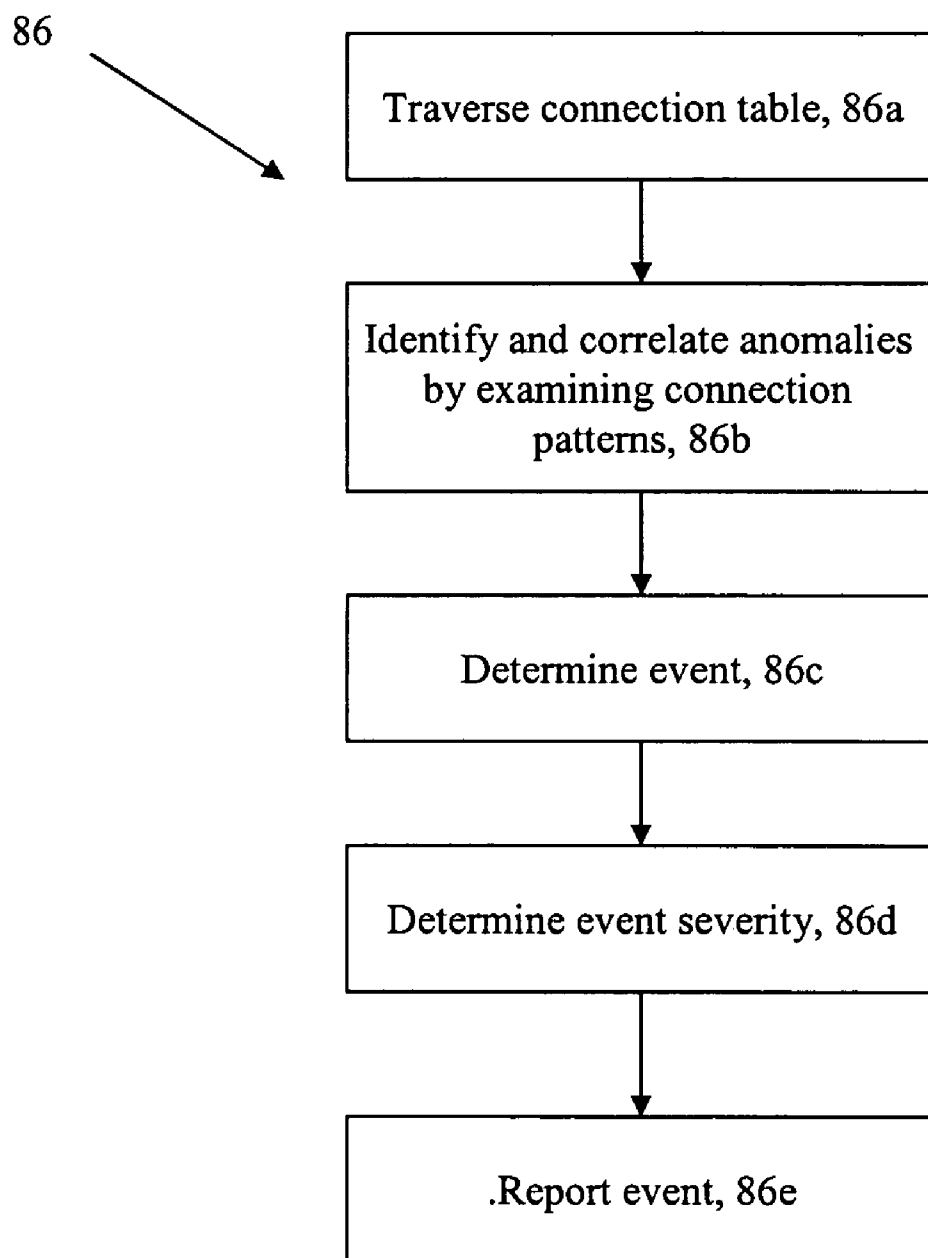 86
Traverse connection table, 86a
Identify and correlate anomalies
by examining connection
patterns, 86b
Determine event, 86c
Determine event severity, 86d
.Report event, 86e